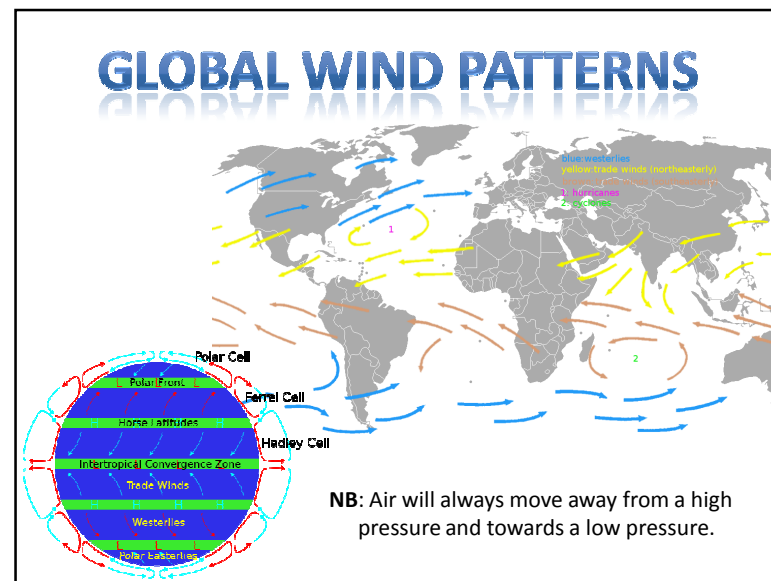 GLOBAL WIND PATTERNS
blue:westerlies
yellow:trade winds (northeasterly)
1: hurricanes
2: cyclones
1
2
Polar Cell
Polar Front
Ferrel Cell
Horse Latitudes
Hadley Cell
Intertropical Convergence Zone
Trade Winds
Westerlies
Polar Easterlies
NB: Air will always move away from a high
pressure and towards a low pressure.